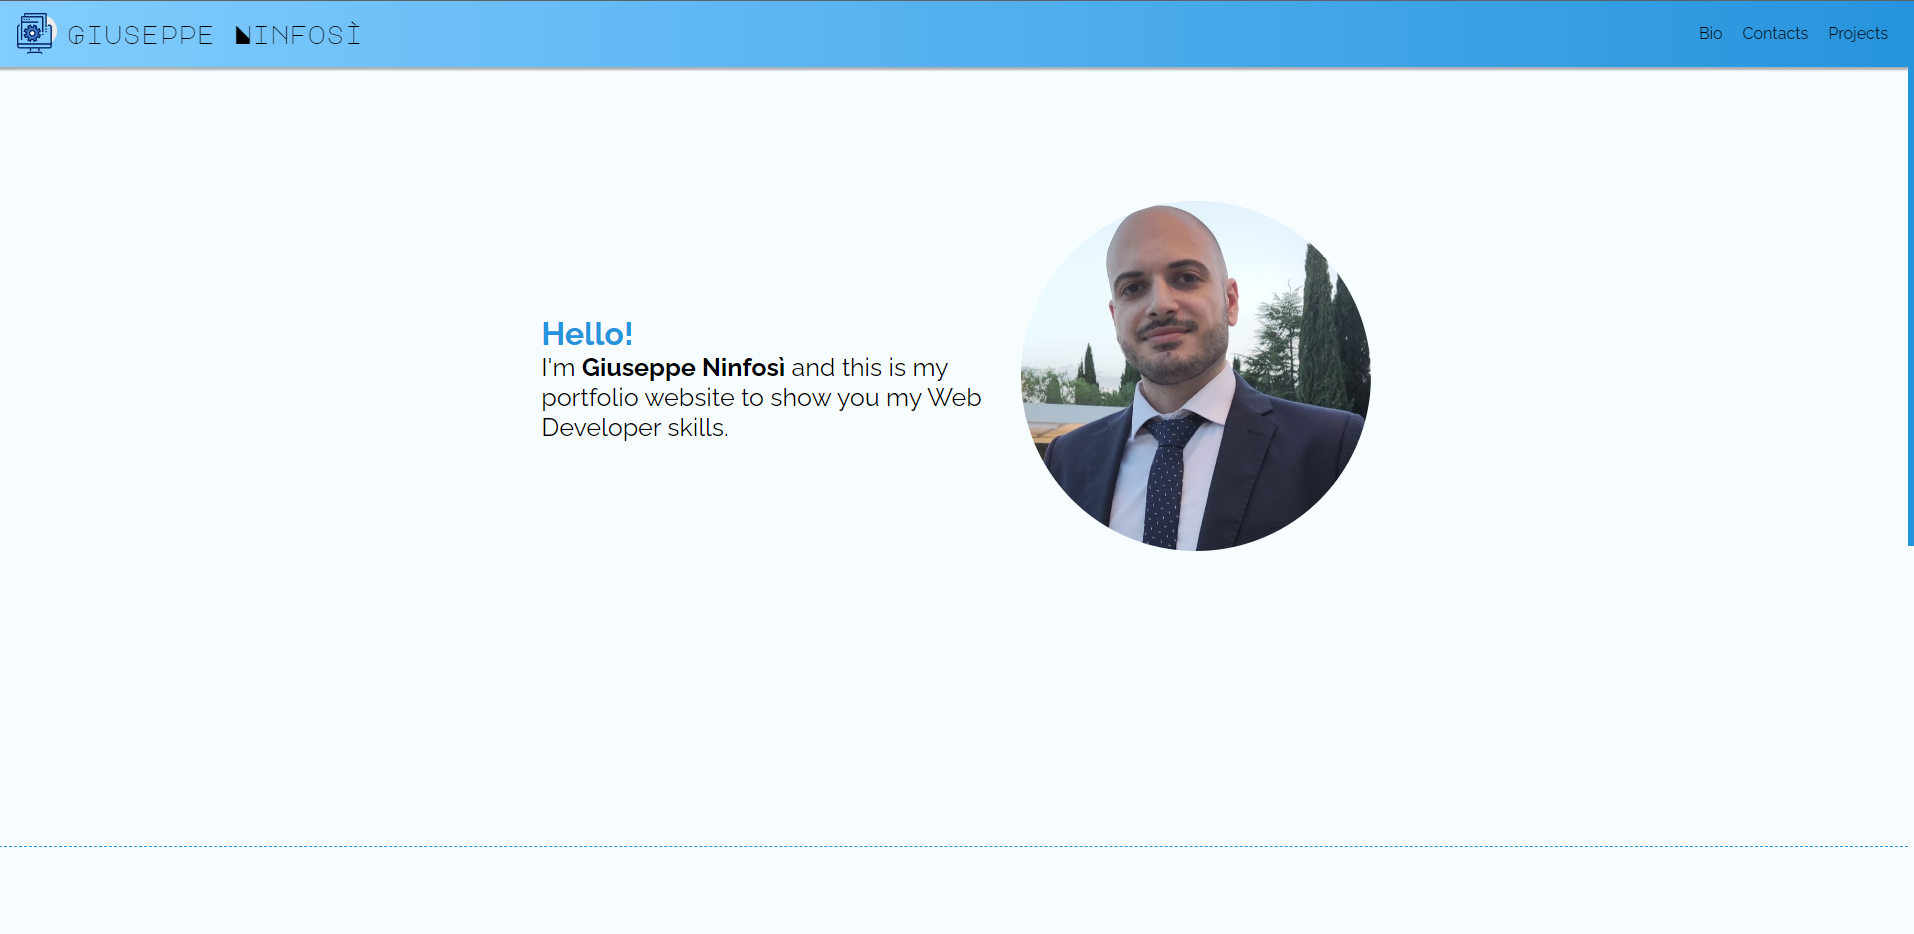 GIUSEPPE NINFOSÌ
Bio Contacts Projects
Hello!
I'm Giuseppe Ninfosì and this is my
portfolio website to show you my Web
Developer skills.